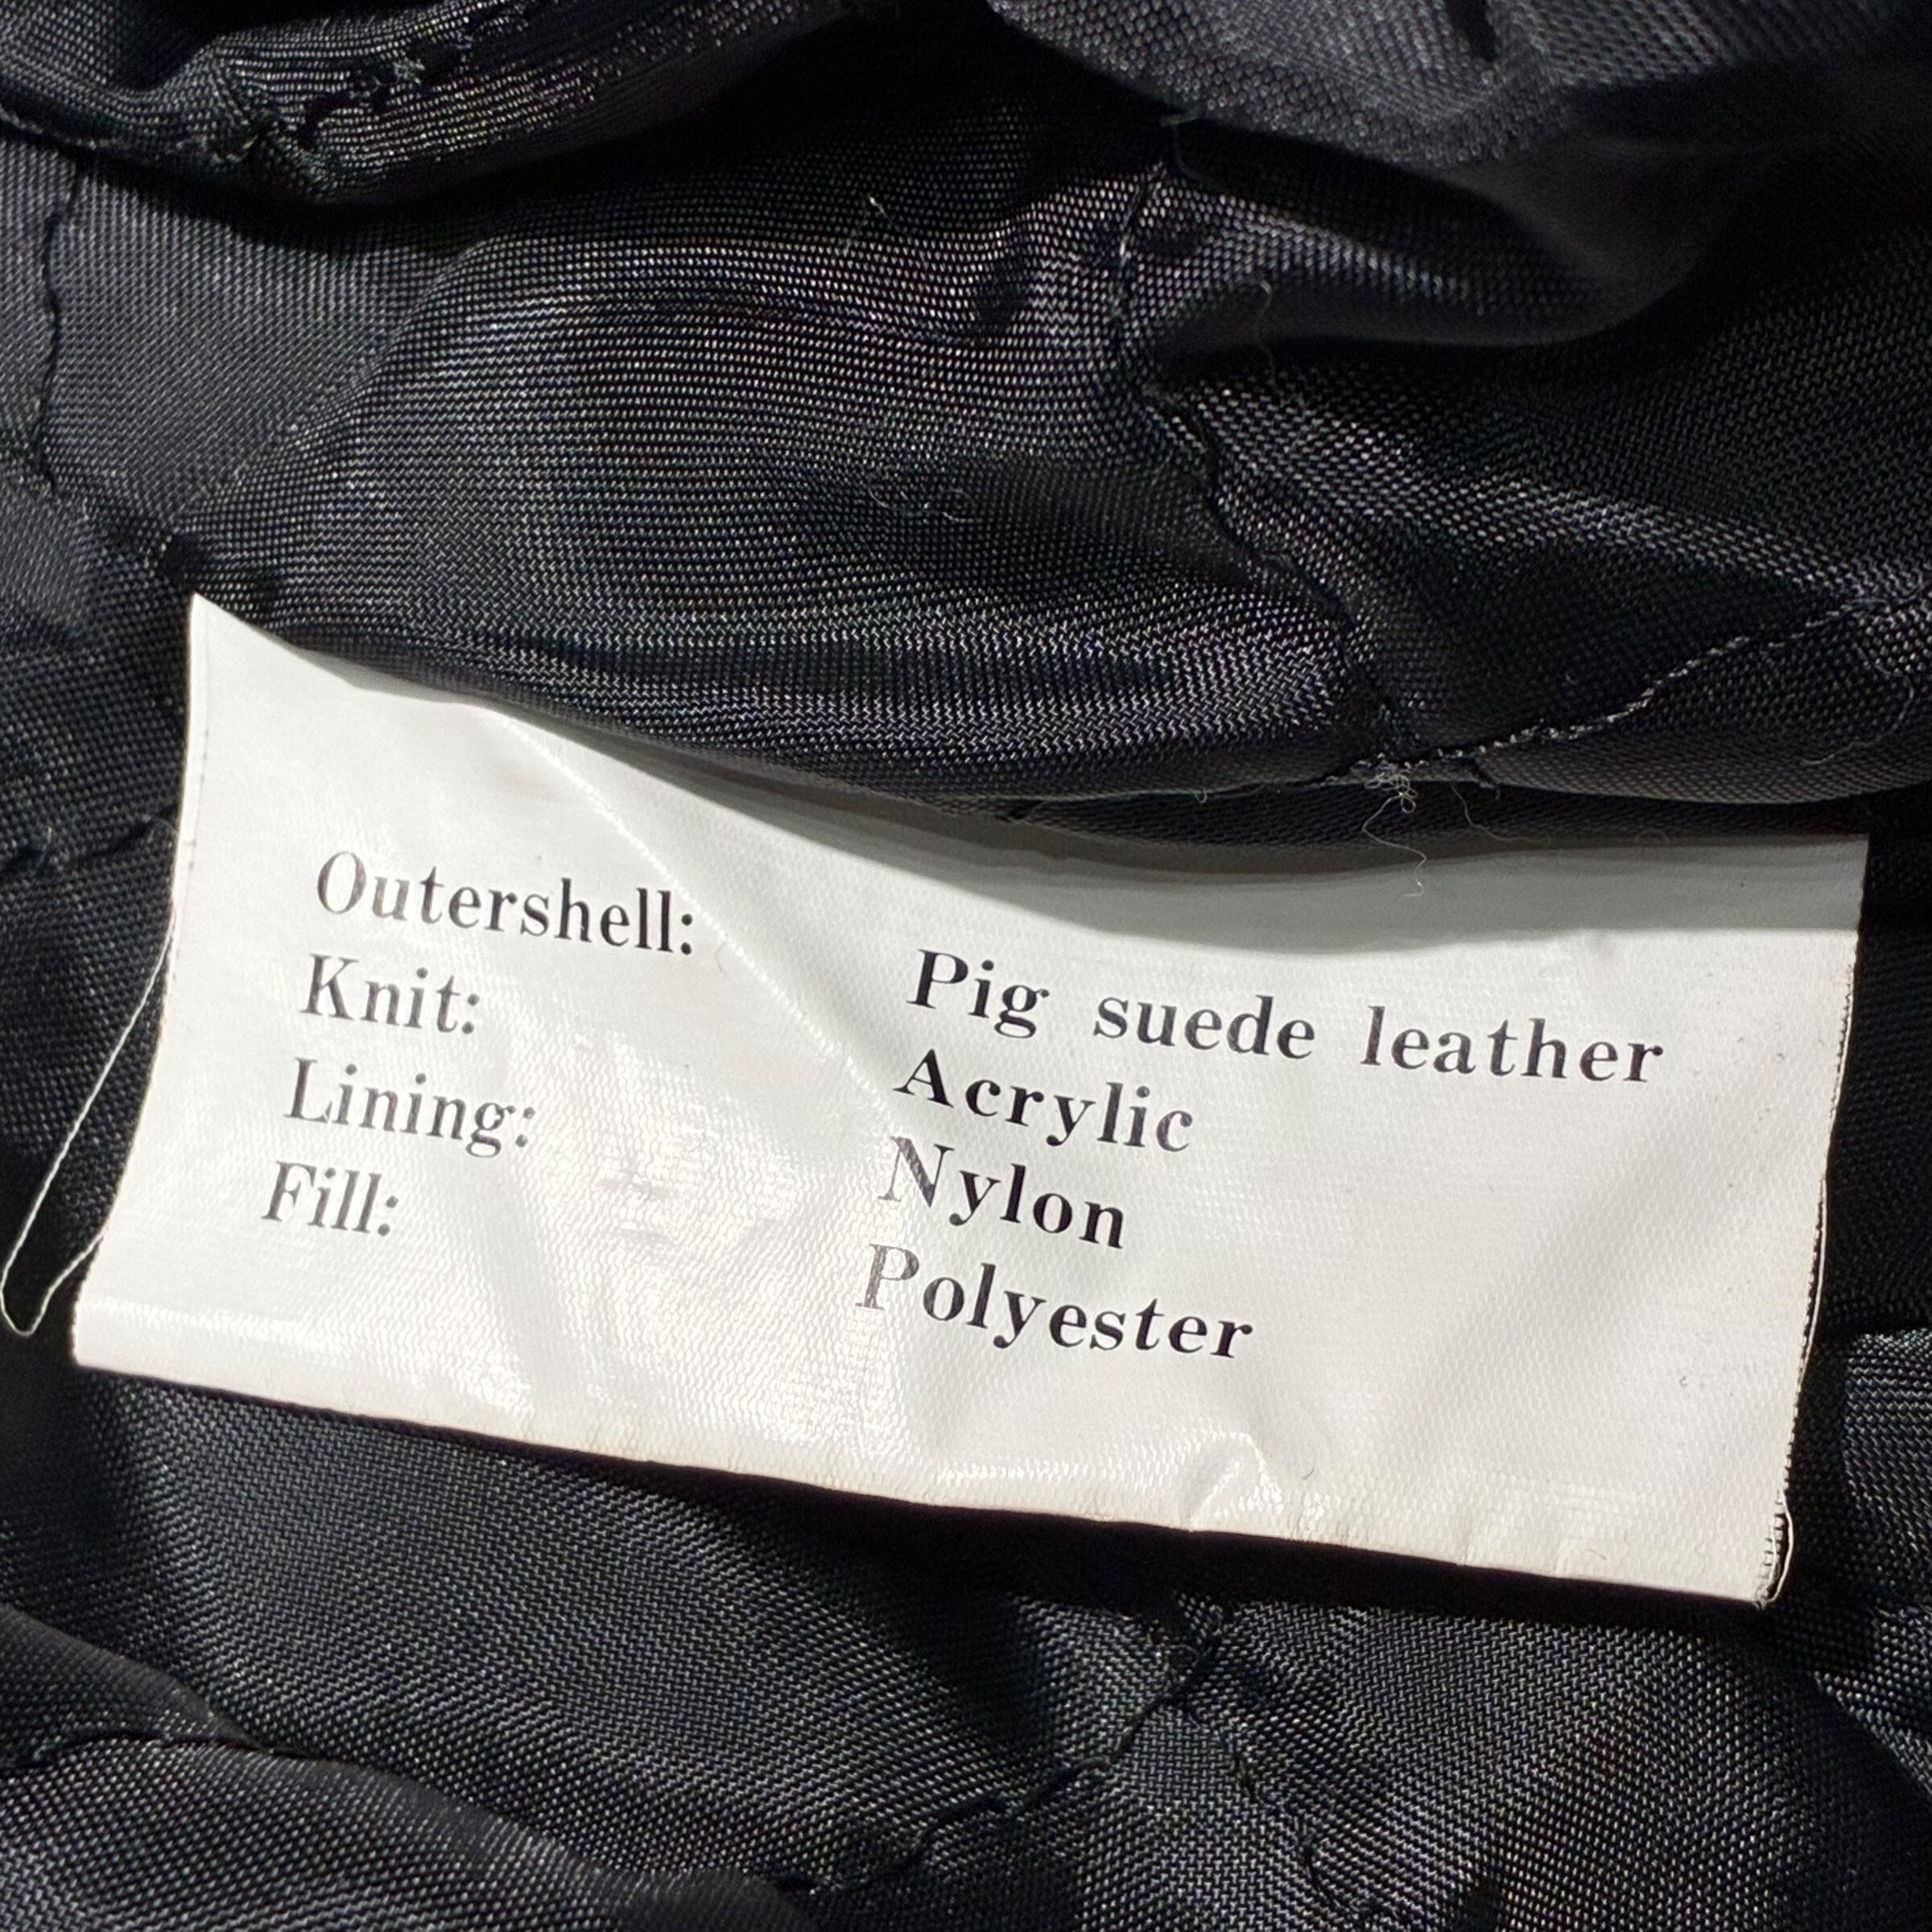 Outershell: Pig suede leather
Knit: Acrylic
Lining: Nylon
Fill: Polyester